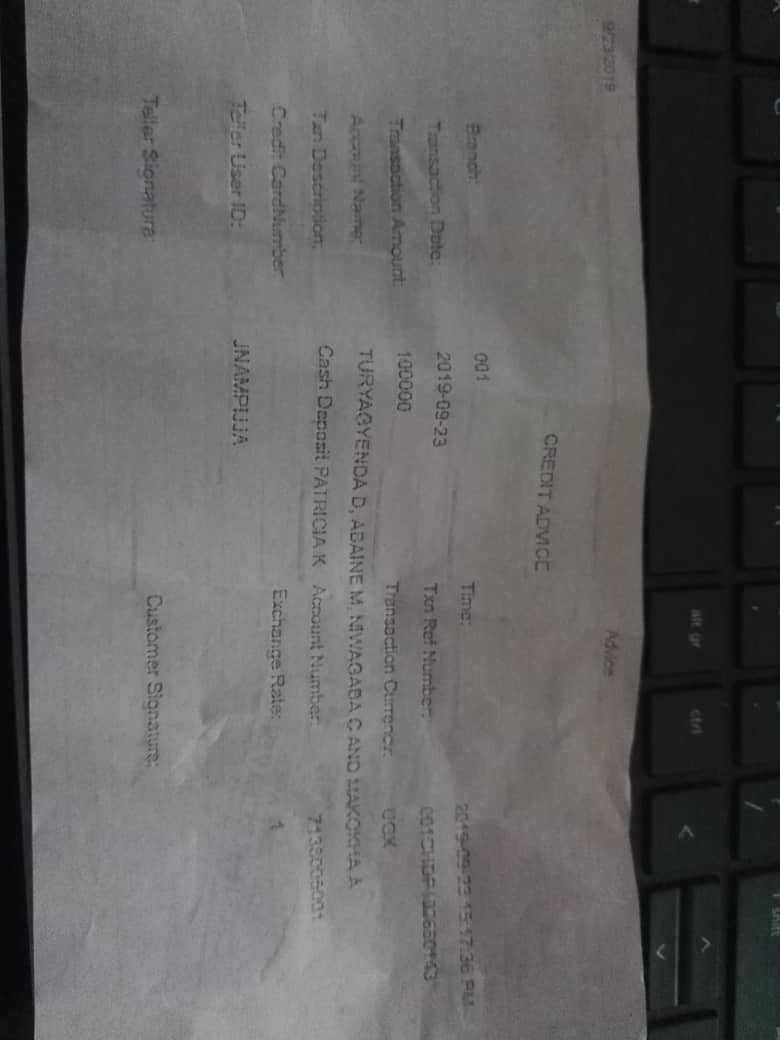 shift
alt gr
ctrl
<
9/23/2019 Advice
CREDIT ADVICE
Branch: 001 Time: 2019-09-23 15:17:36 PM
Transaction Date: 2019-09-23 Txn Ref Number:
Transaction Amount: 100000 Transaction Currency: UGX
Account Name: TURYAGYENDA D, ABAINE M, NIWAGABA C AND MAKOKHA A
Txn Description: Cash Deposit PATRICIA K Account Number: 7135005001
Credit CardNumber Exchange Rate: 1
Teller User ID: JNAMPIJJA
Teller Signature Customer Signature: